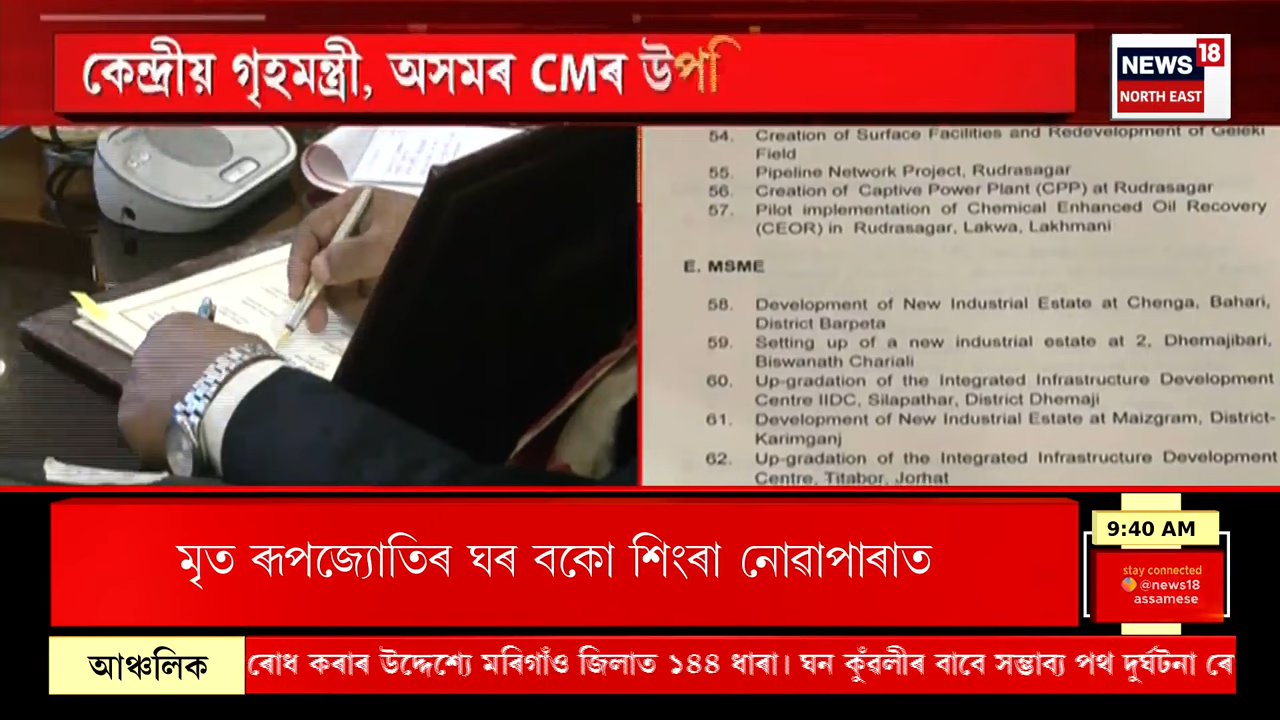 কেন্দ্ৰীয় গৃহমন্ত্ৰী, অসমৰ CMৰ
NEWS 18
NORTH EAST
54. Creation of Surface Facilities and Redevelopment of Geleki
Field
55. Pipeline Network Project, Rudrasagar
56. Creation of Captive Power Plant (CPP) at Rudrasagar
57. Pilot implementation of Chemical Enhanced Oil Recovery
(CEOR) in Rudrasagar, Lakwa, Lakhmani
E. MSME
58. Development of New Industrial Estate at Chenga, Bahari,
District Barpeta
59. Setting up of a new industrial estate at 2, Dhemajibari,
Biswanath Chariali
60. Up-gradation of the Integrated Infrastructure Development
Centre IIDC, Silapathar, District Dhemaji
61. Development of New Industrial Estate at Maizgram, District-
Karimganj
62. Up-gradation of the Integrated Infrastructure Development
Centre, Titabor, Jorhat
মৃত ৰূপজ্যোতিৰ ঘৰ বকো শিংৰা নোৱাপাৰাত
9:40 AM
stay connected
@news18
assamese
আঞ্চলিক
ৰোধ কৰাৰ উদ্দেশ্যে মৰিগাঁও জিলাত ১৪৪ ধাৰা। ঘন কুঁৱলীৰ বাবে সম্ভাব্য পথ দুৰ্ঘটনা ৰো